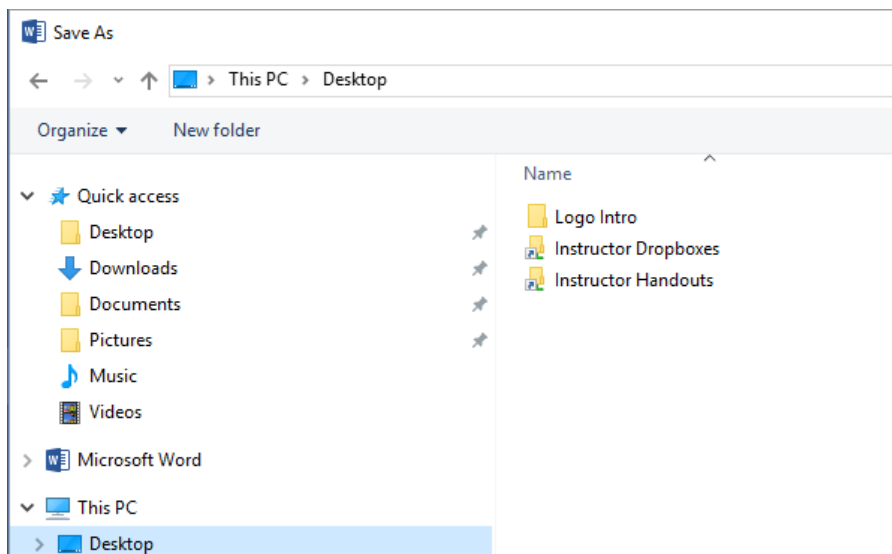 Save As
This PC > Desktop
Organize New folder
Name
Quick access
Desktop
Downloads
Documents
Pictures
Music
Videos
Microsoft Word
This PC
Desktop
Logo Intro
Instructor Dropboxes
Instructor Handouts